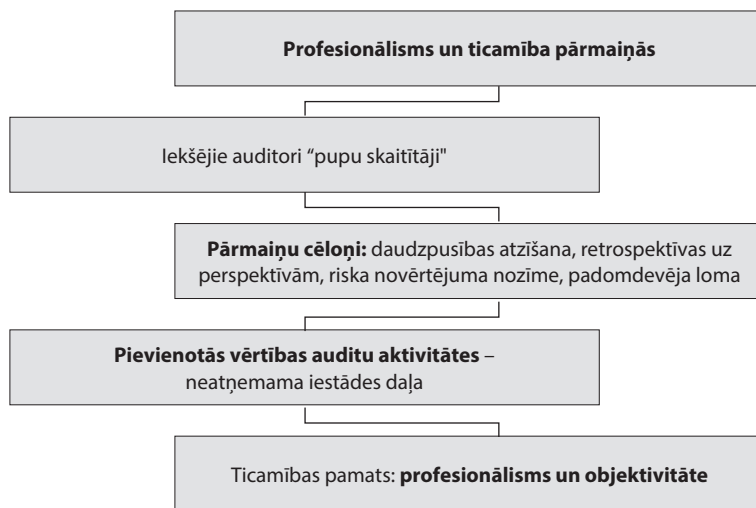 Profesionālisms un ticamība pārmaiņās
Iekšējie auditori “pupu skaitītāji"
Pārmaiņu cēloņi: daudzpusības atzīšana, retrospektīvas uz
perspektīvām, riska novērtējuma nozīme, padomdevēja loma
Pievienotās vērtības auditu aktivitātes –
neatņemama iestādes daļa
Ticamības pamats: profesionālisms un objektivitāte